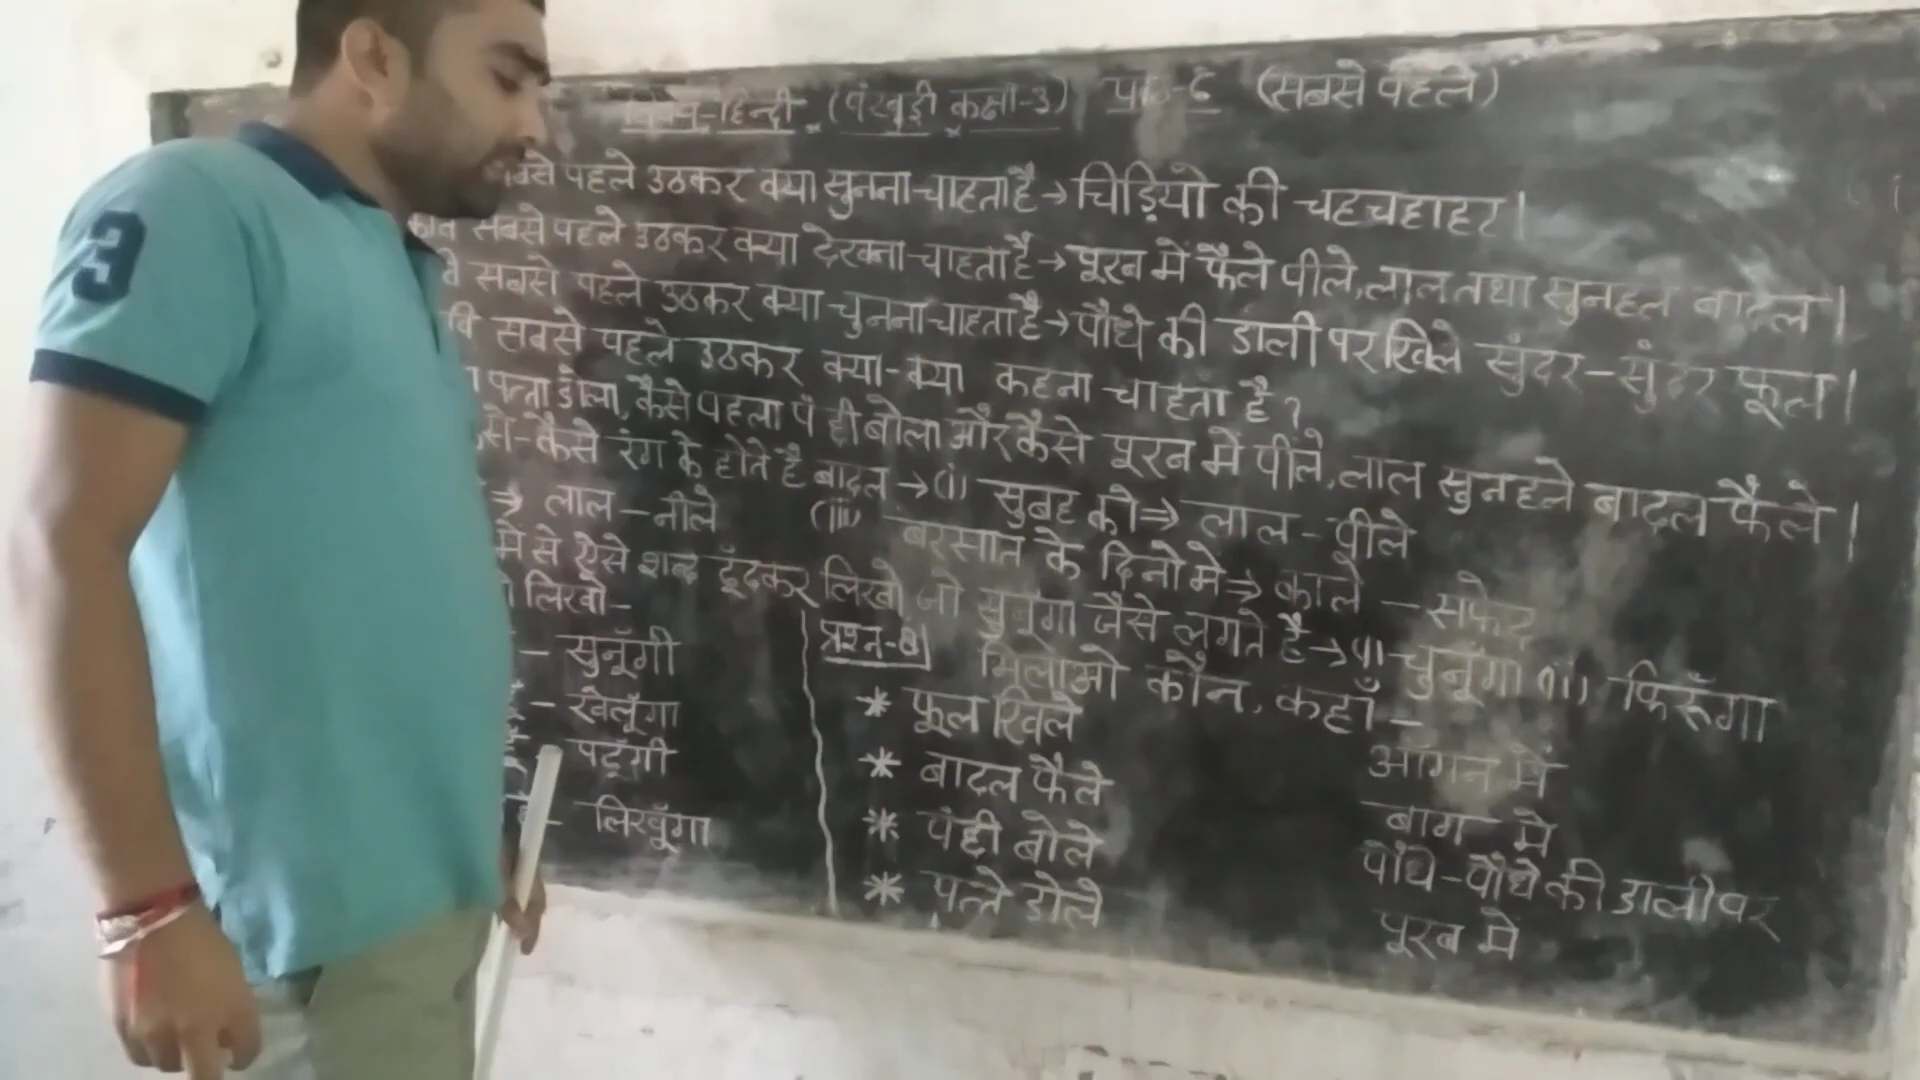 3
विषय-हिन्दी (पंखुड़ी कक्षा-3) पाठ-6 (सबसे पहले)
सबसे पहले उठकर क्या सुनना चाहता है → चिड़ियो की चहचहाहट।
कवि सबसे पहले उठकर क्या देखना चाहता है → पूरब में फैले पीले, लाल तथा सुनहले बादल।
सबसे पहले उठकर क्या चुनना चाहता है → पौधे की डाली पर खिले सुंदर-सुंदर फूल।
सबसे पहले उठकर क्या-क्या कहना चाहता है ?
पत्ता डोला, कैसे पहला पंछी बोला और कैसे पूरब में पीले, लाल सुनहले बादल फैले।
कैसे रंग के होते है बादल → (i) सुबह को ⇒ लाल - पीले
⇒ लाल - नीले (iii) बरसात के दिनो मे ⇒ काले - सफेद
में से ऐसे शब्द ढूंढकर लिखो जो सुनूंगा जैसे लगते है → (i) चुनूंगा (ii) फिरूँगा
लिखो-
- सुनूँगी
- खेलूँगा
- पढूँगी
- लिखूँगा
प्रश्न-8) मिलाओ कौन, कहाँ -
* फूल खिले आँगन में
* बादल फैले बाग में
* पंछी बोले पौधे-पौधे की डाली पर
* पत्ते डोले पूरब में